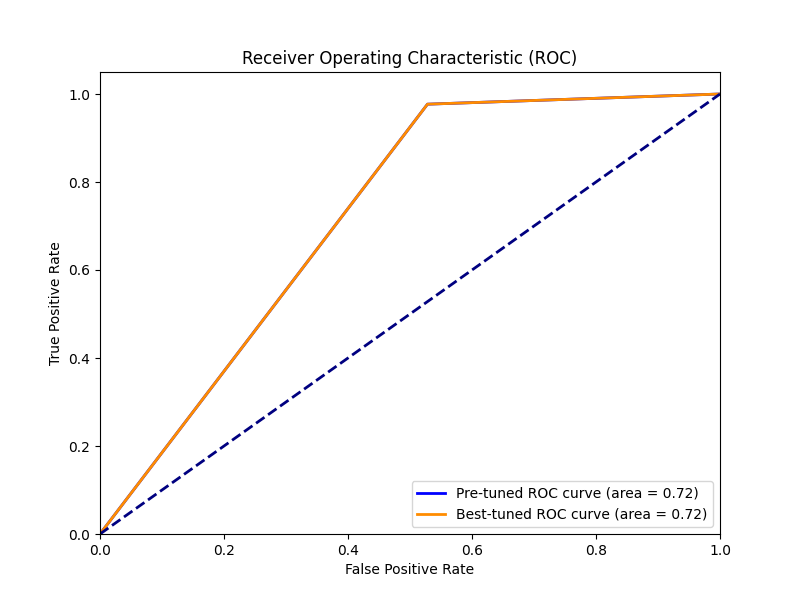 Receiver Operating Characteristic (ROC)
True Positive Rate
1.0
0.8
0.6
0.4
0.2
0.0
0.0 0.2 0.4 0.6 0.8 1.0
False Positive Rate
Pre-tuned ROC curve (area = 0.72)
Best-tuned ROC curve (area = 0.72)